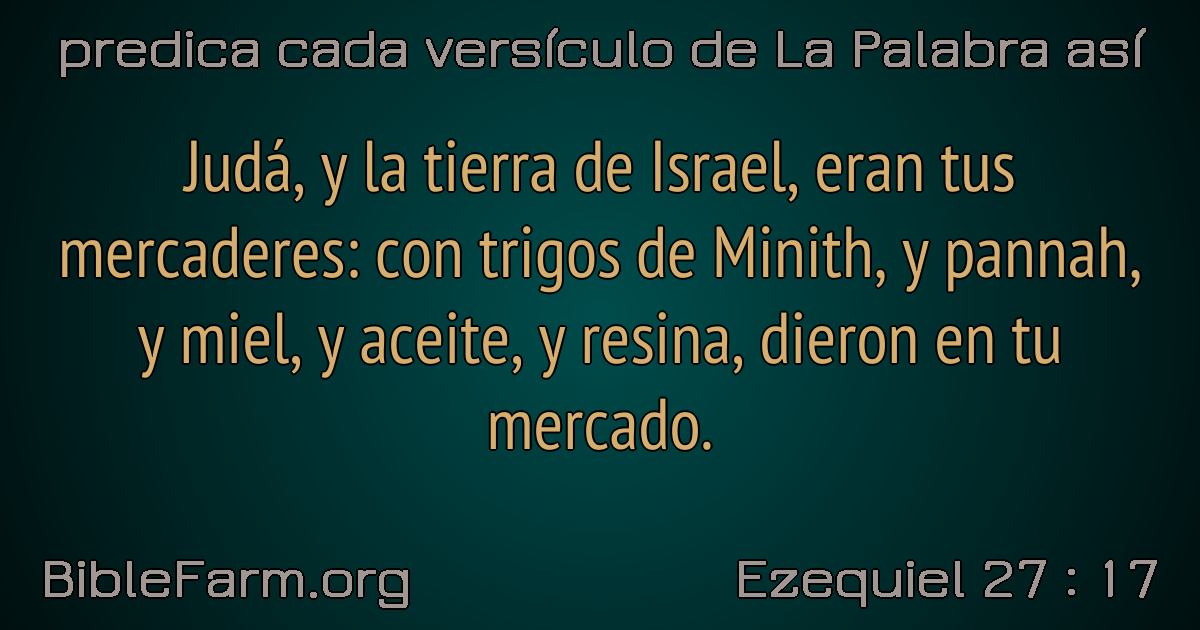 predica cada versículo de La Palabra así
Judá, y la tierra de Israel, eran tus
mercaderes: con trigos de Minith, y pannah,
y miel, y aceite, y resina, dieron en tu
mercado.
BibleFarm.org
Ezequiel 27 : 17